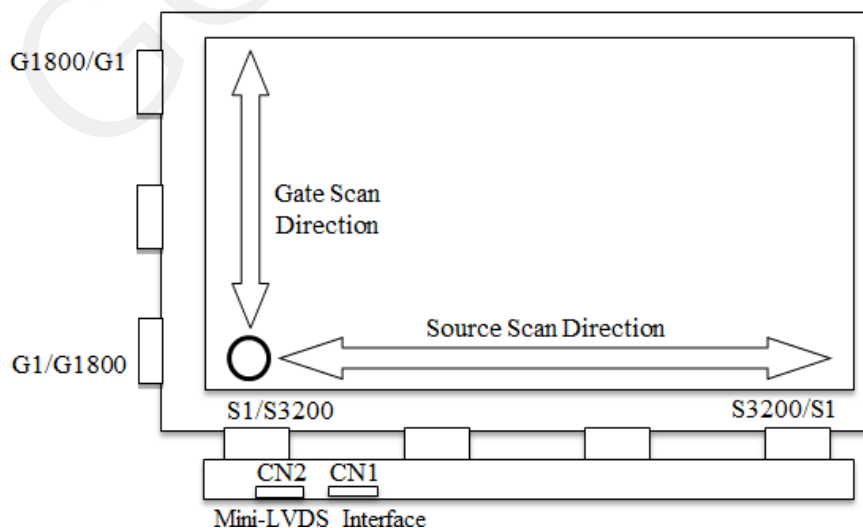 G1800/G1
Gate Scan
Direction
Source Scan Direction
G1/G1800
S1/S3200
S3200/S1
CN2
CN1
Mini-LVDS Interface